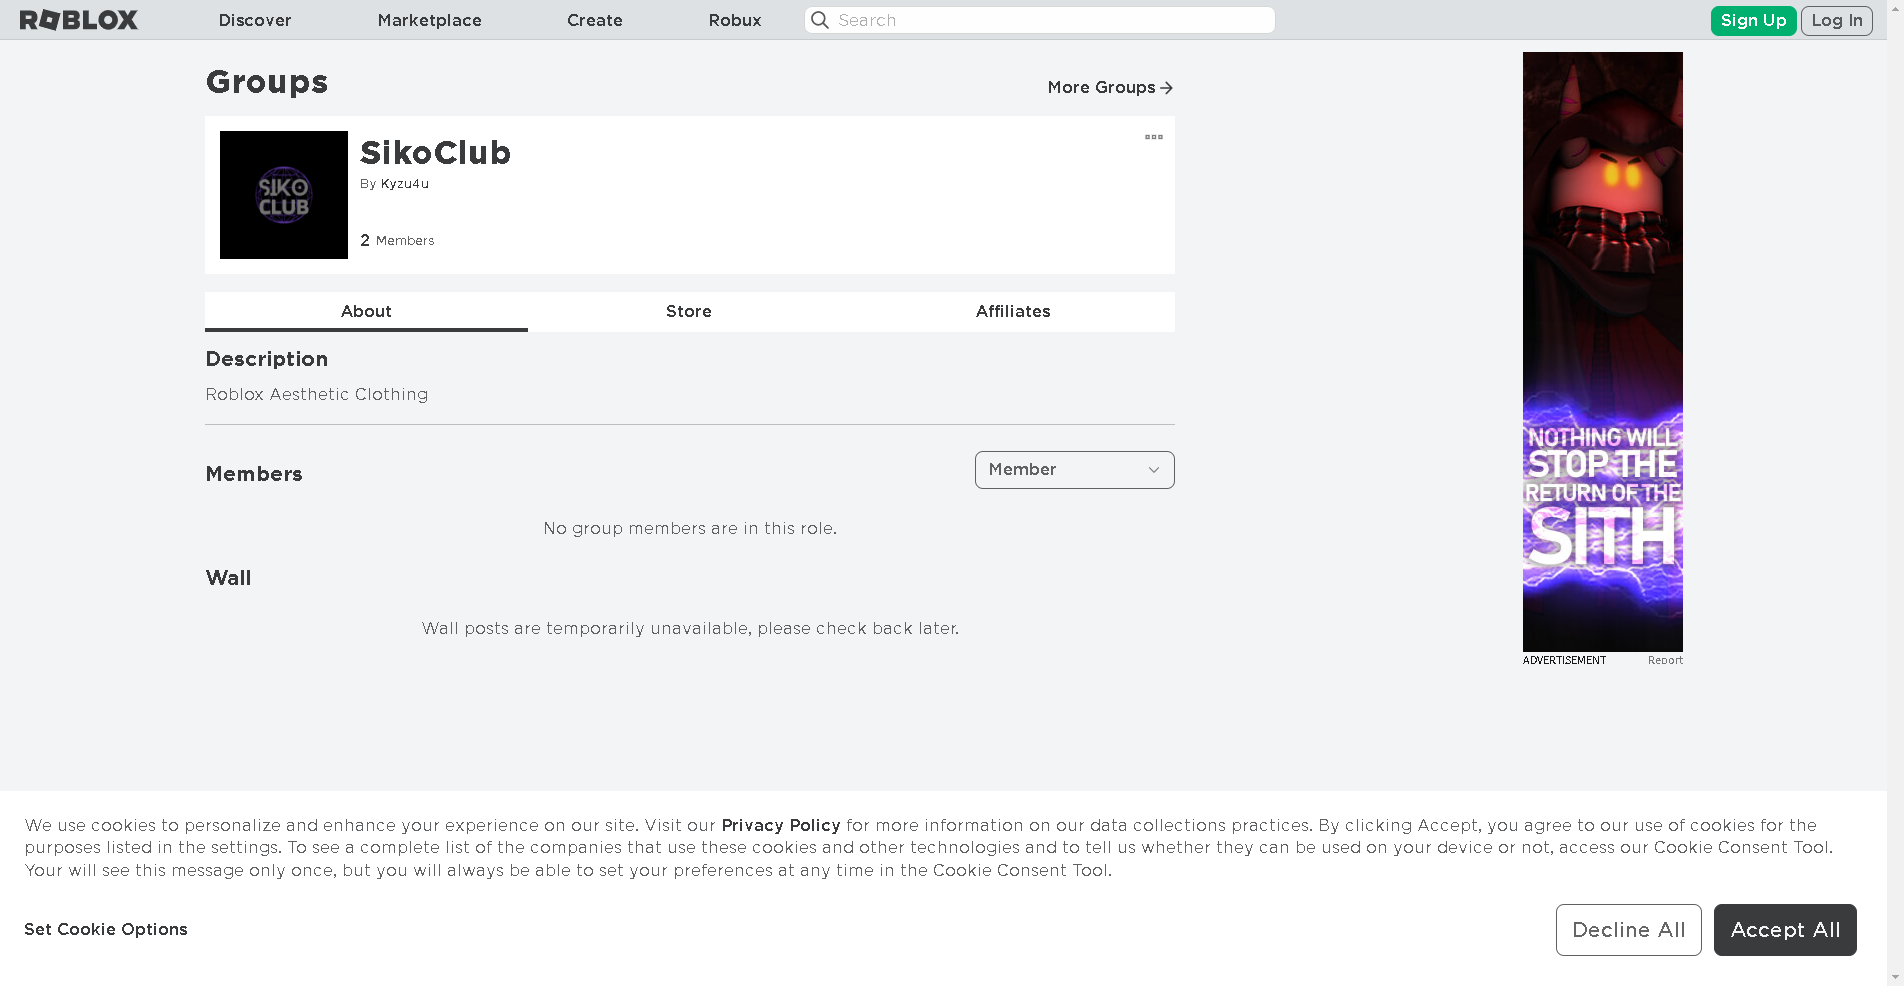 ROBLOX
Discover
Marketplace
Create
Robux
Search
Sign Up
Log In
Groups
More Groups
SIKO
CLUB
SikoClub
By Kyzu4u
2 Members
About
Store
Affiliates
Description
Roblox Aesthetic Clothing
Members
Member
No group members are in this role.
Wall
Wall posts are temporarily unavailable, please check back later.
NOTHING WILL
STOP THE
RETURN OF THE
SITH
ADVERTISEMENT
Report
We use cookies to personalize and enhance your experience on our site. Visit our Privacy Policy for more information on our data collections practices. By clicking Accept, you agree to our use of cookies for the
purposes listed in the settings. To see a complete list of the companies that use these cookies and other technologies and to tell us whether they can be used on your device or not, access our Cookie Consent Tool.
Your will see this message only once, but you will always be able to set your preferences at any time in the Cookie Consent Tool.
Set Cookie Options
Decline All
Accept All